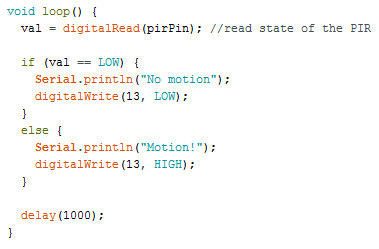 void loop() {
  val = digitalRead(pirPin); //read state of the PIR

  if (val == LOW) {
    Serial.println("No motion");
    digitalWrite(13, LOW);
  }
  else {
    Serial.println("Motion!");
    digitalWrite(13, HIGH);
  }

  delay(1000);
}